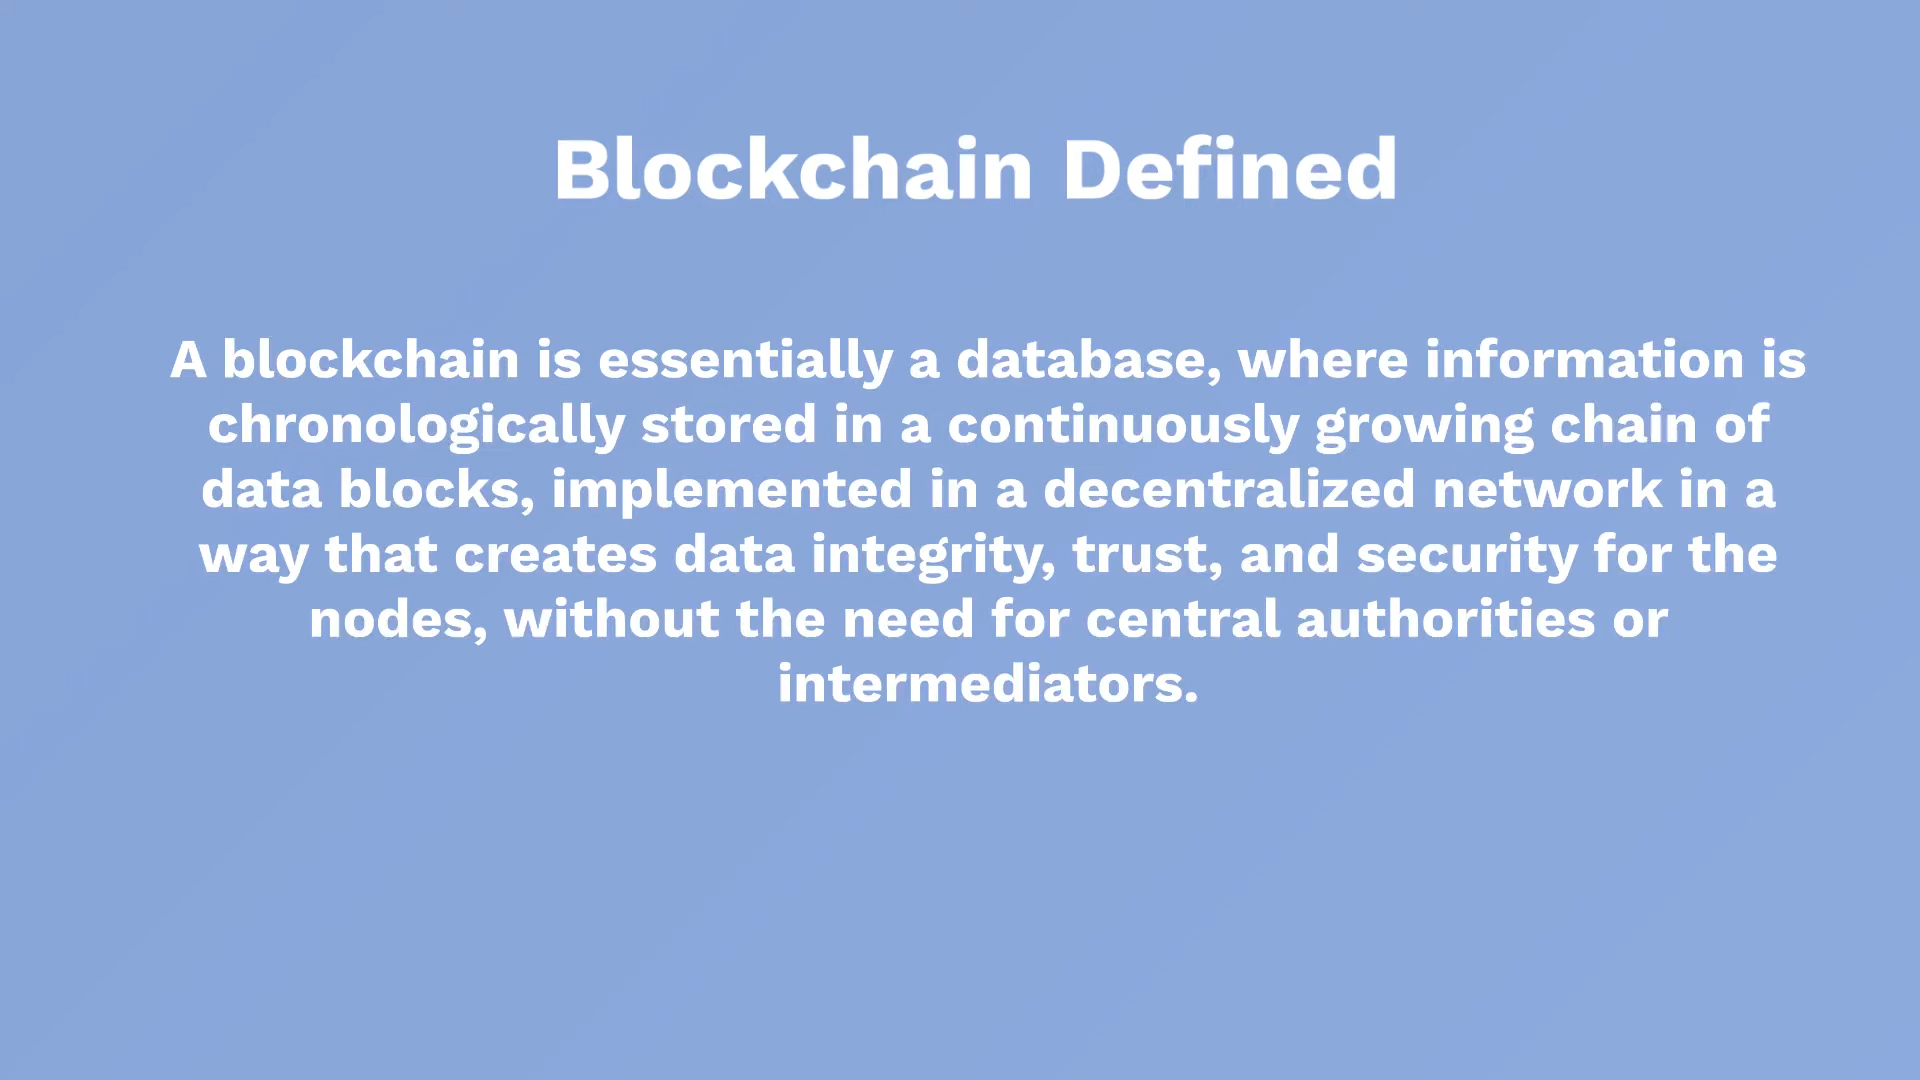 Blockchain Defined
A blockchain is essentially a database, where information is
chronologically stored in a continuously growing chain of
data blocks, implemented in a decentralized network in a
way that creates data integrity, trust, and security for the
nodes, without the need for central authorities or
intermediators.